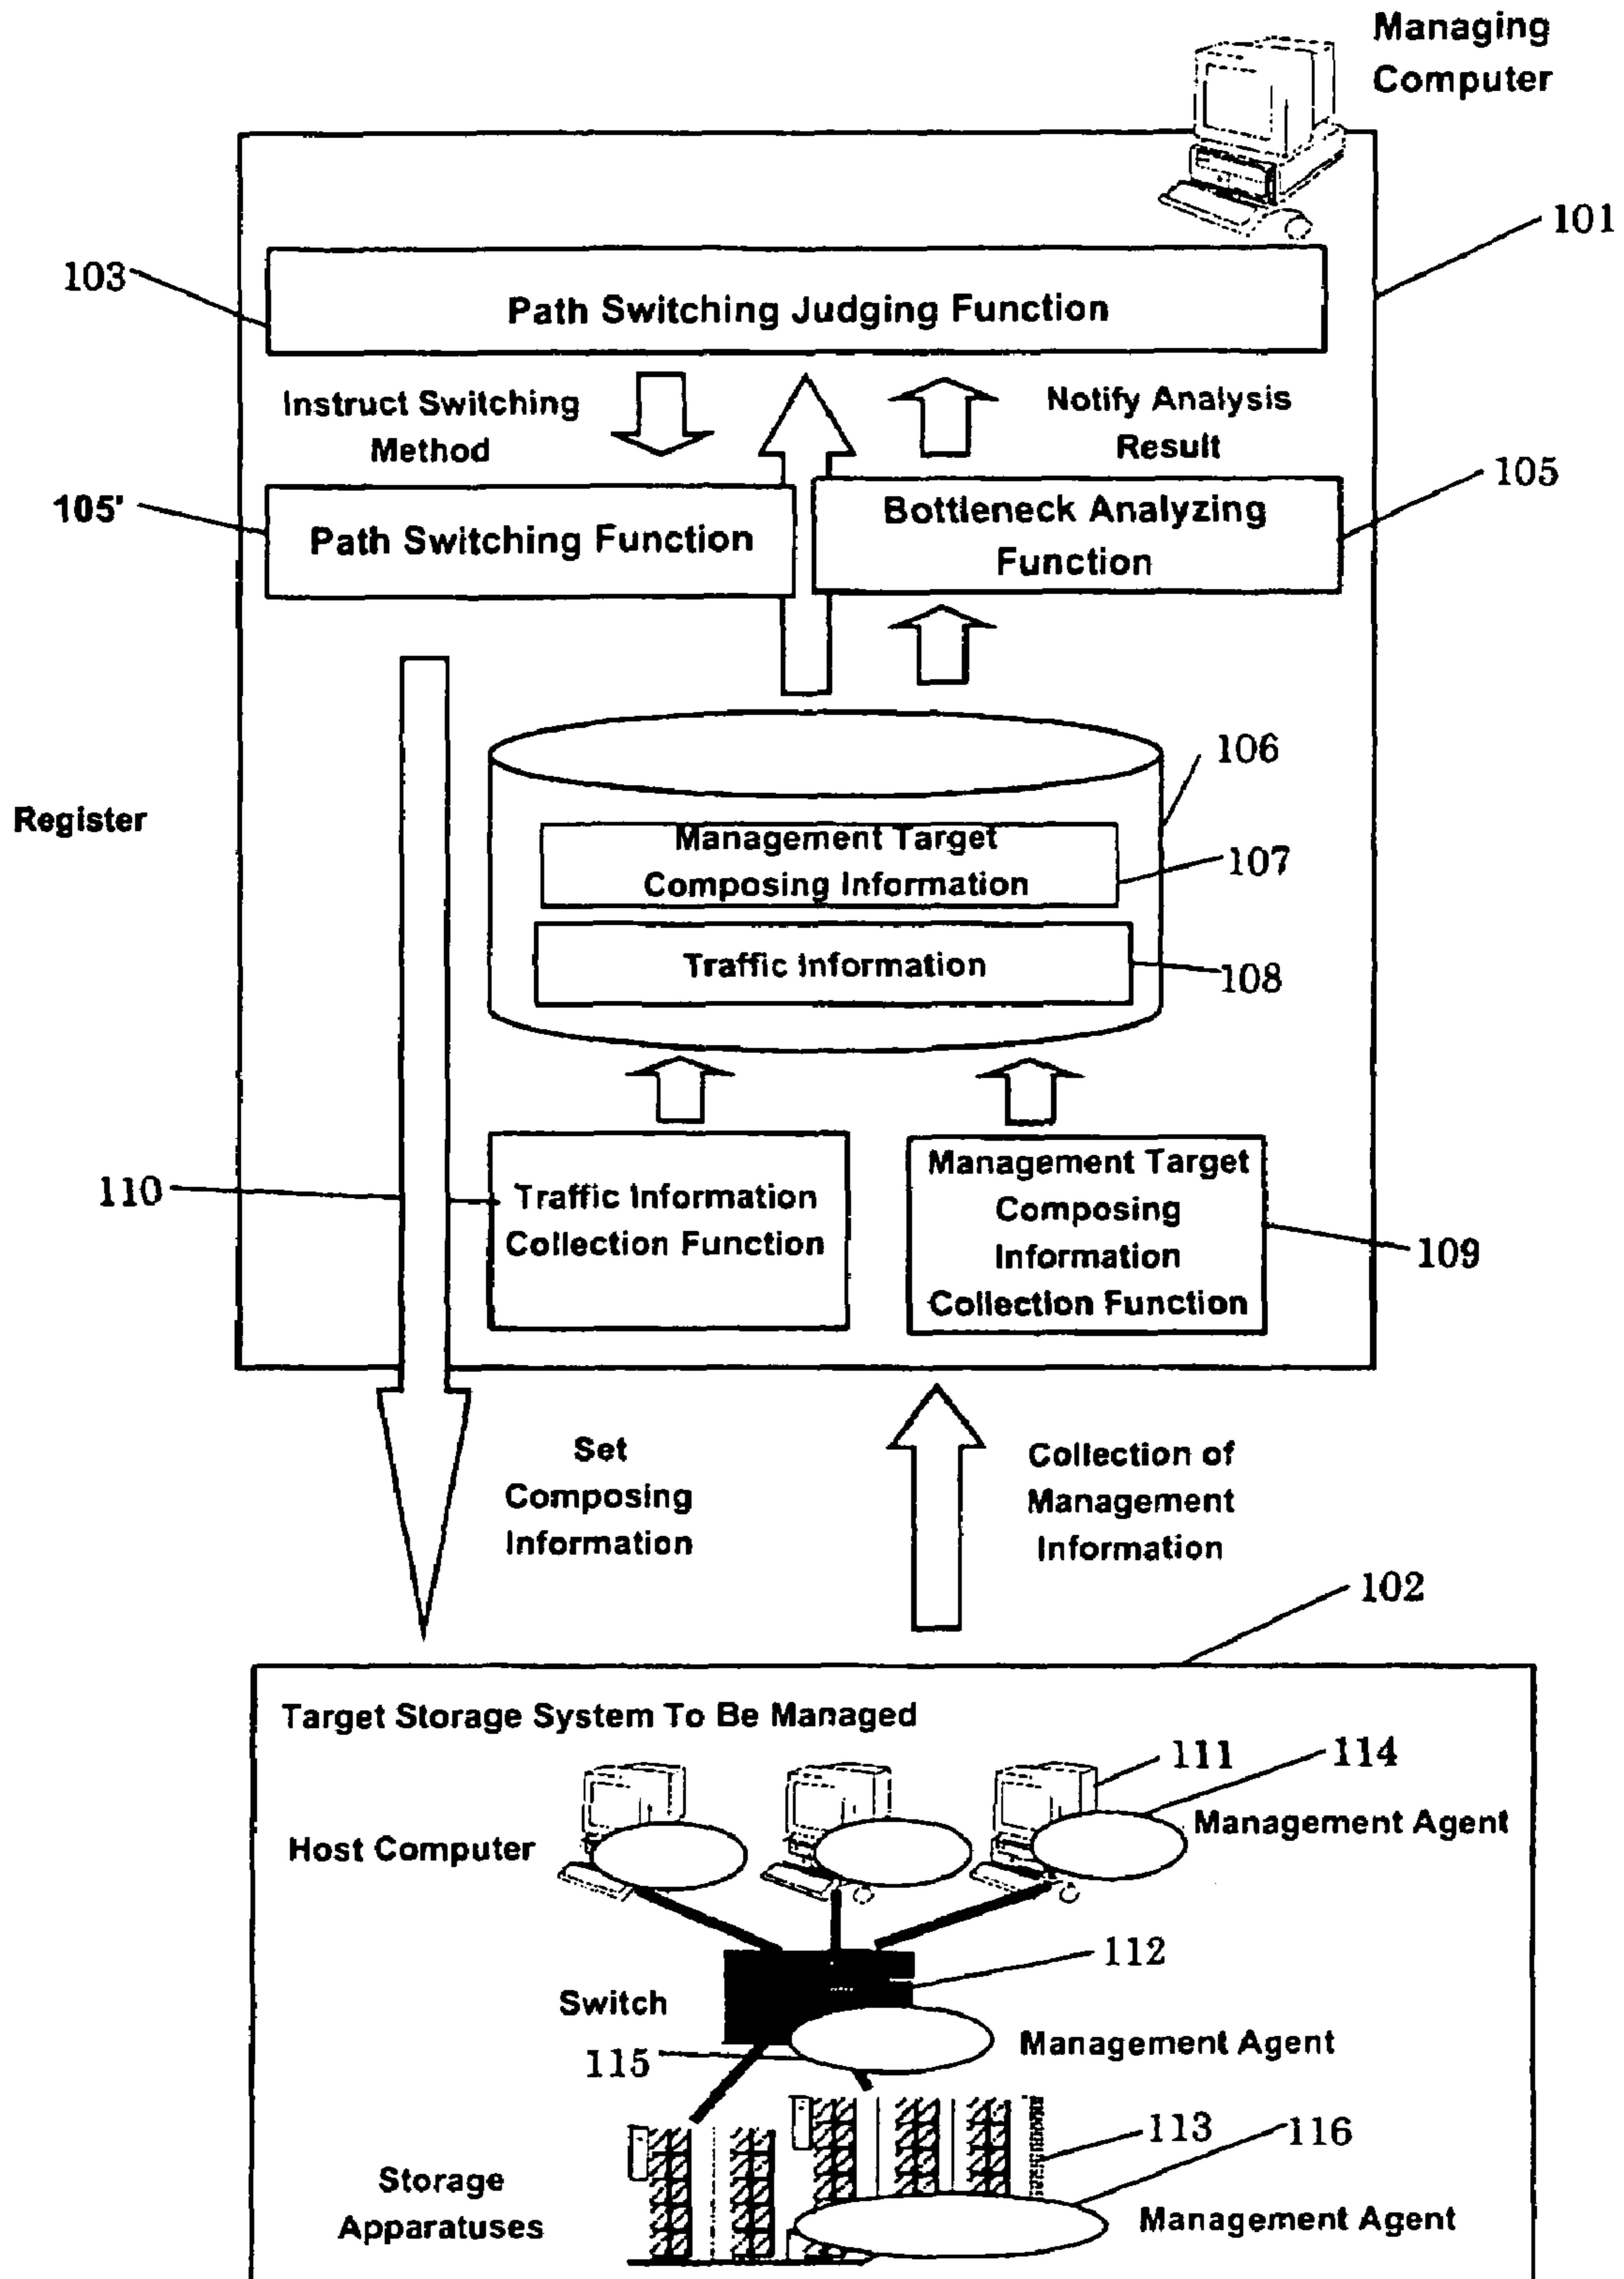 Managing
Computer
101
103
Path Switching Judging Function
Instruct Switching
Method
Notify Analysis
Result
105'
Path Switching Function
Bottleneck Analyzing
Function
105
106
Register
Management Target
Composing Information
107
Traffic Information
108
110
Traffic Information
Collection Function
Management Target
Composing
Information
Collection Function
109
Set
Composing
Information
Collection of
Management
Information
102
Target Storage System To Be Managed
111
114
Host Computer
Management Agent
112
Switch
Management Agent
115
113
116
Storage
Apparatuses
Management Agent